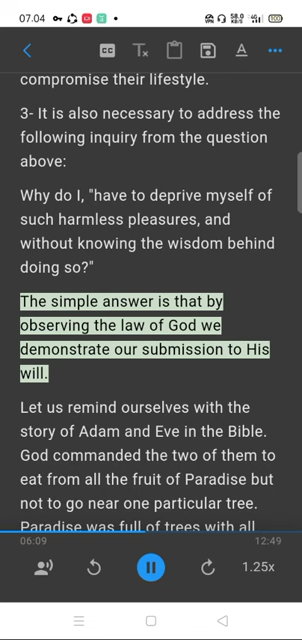 07.04
58.0
KB/S
4G
CC
A
compromise their lifestyle.
3- It is also necessary to address the
following inquiry from the question
above:
Why do I, "have to deprive myself of
such harmless pleasures, and
without knowing the wisdom behind
doing so?"
The simple answer is that by
observing the law of God we
demonstrate our submission to His
will.
Let us remind ourselves with the
story of Adam and Eve in the Bible.
God commanded the two of them to
eat from all the fruit of Paradise but
not to go near one particular tree.
Paradise was full of trees with all
06:09
12:49
1.25x